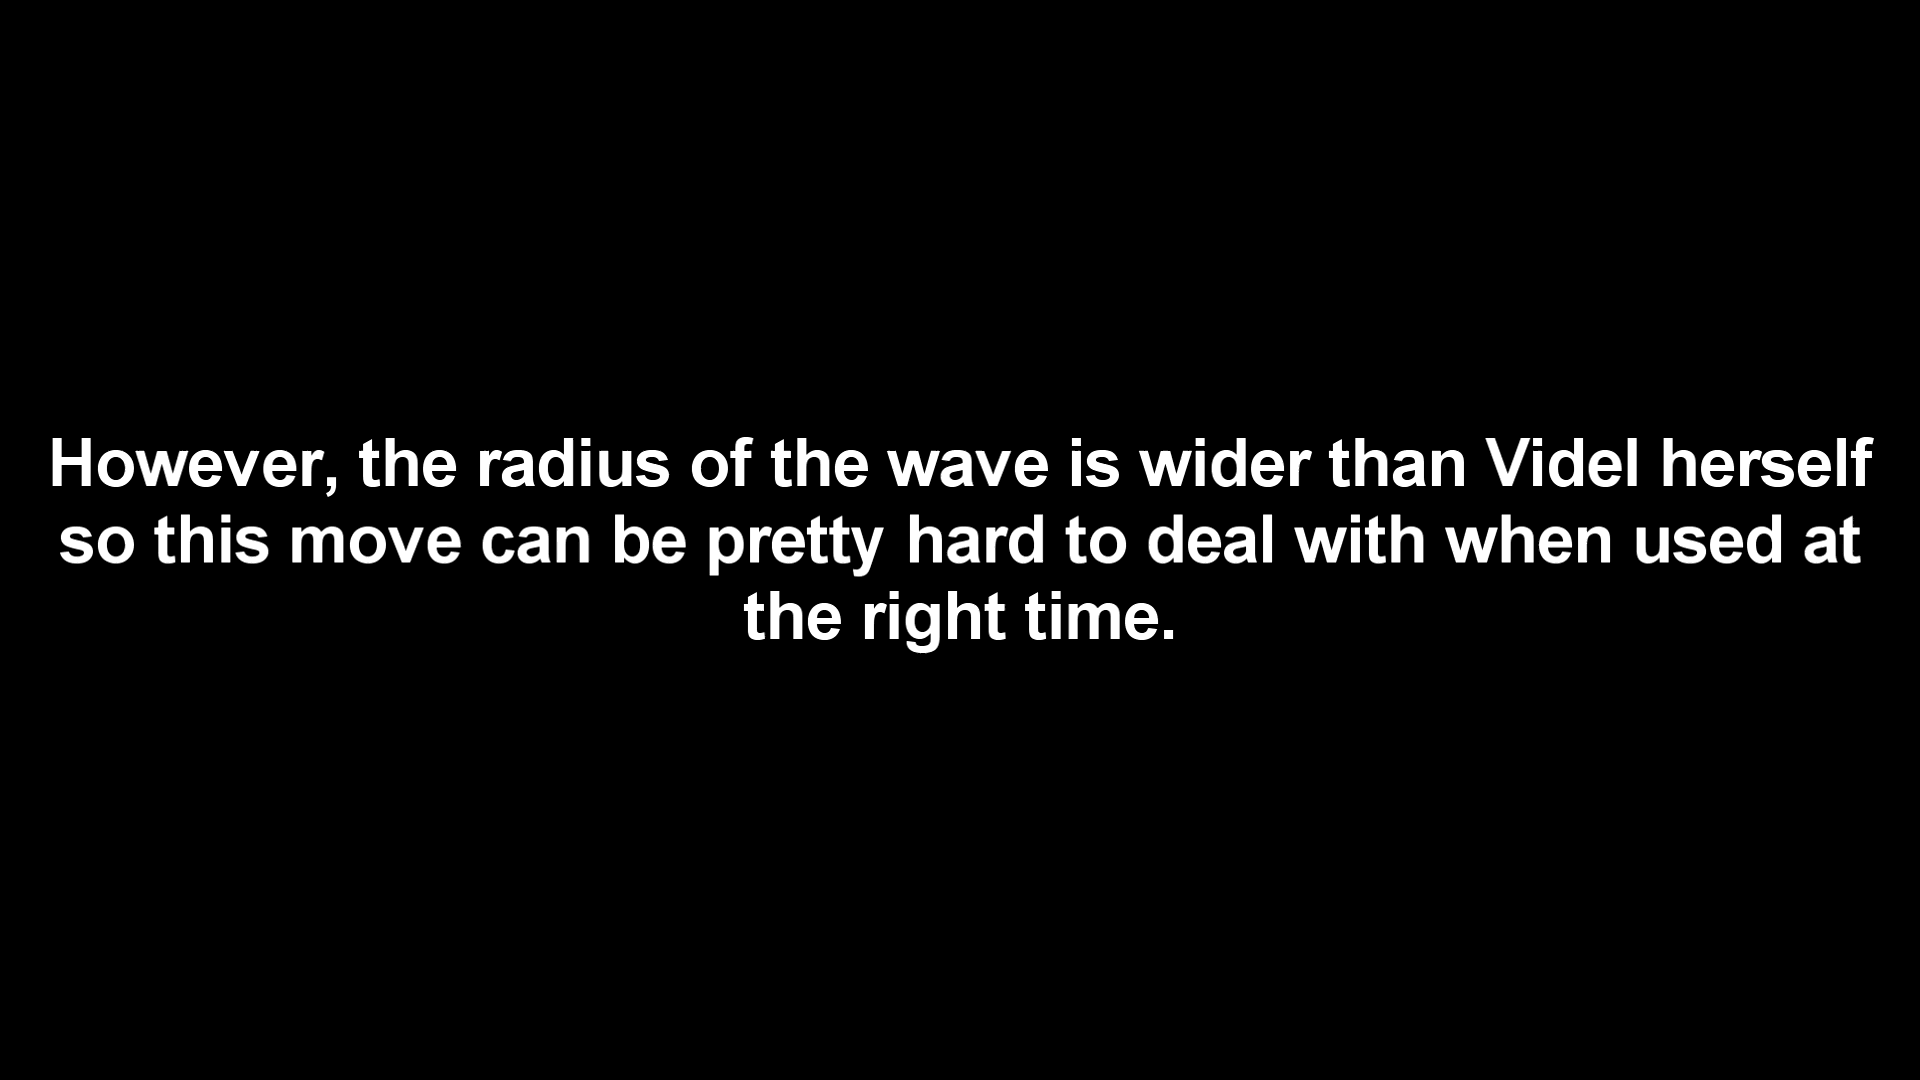 However, the radius of the wave is wider than Videl herself
so this move can be pretty hard to deal with when used at
the right time.